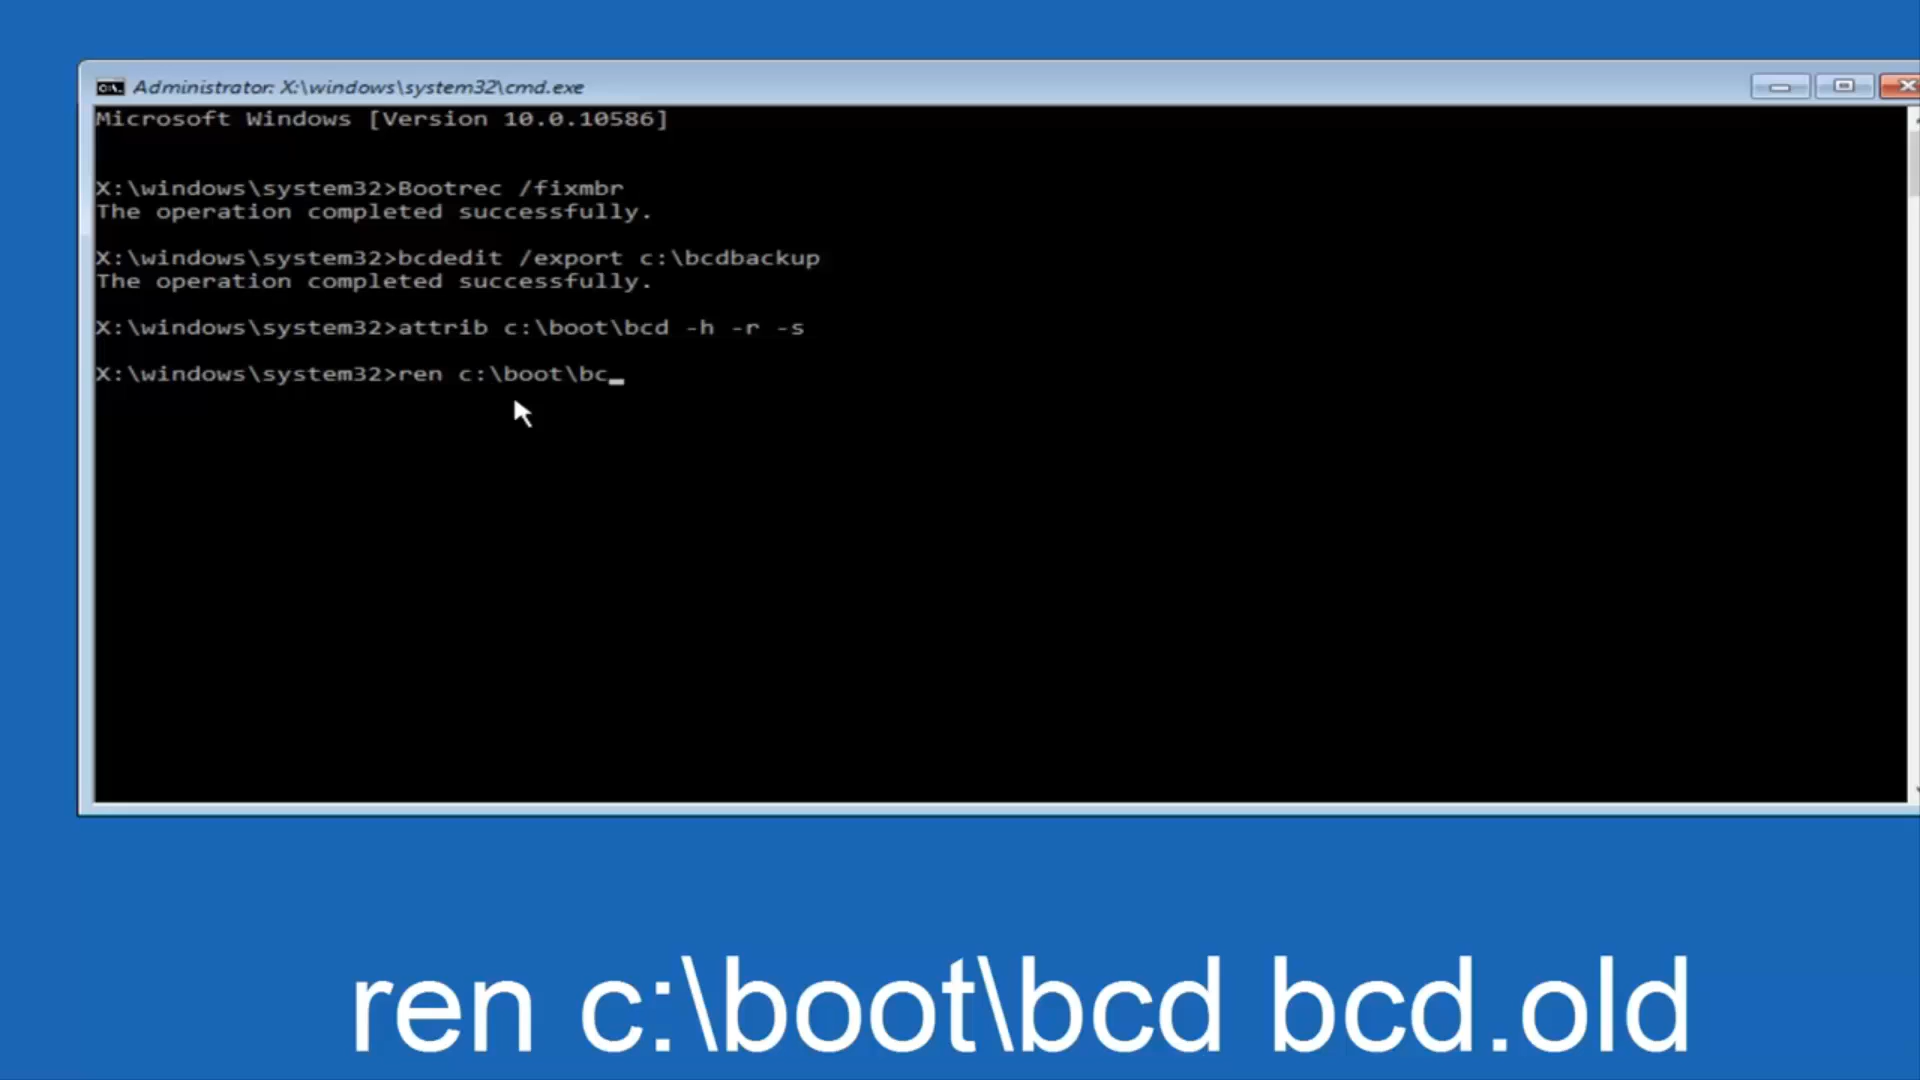 Administrator: X:\windows\system32\cmd.exe
Microsoft Windows [Version 10.0.10586]
X:\windows\system32>Bootrec /fixmbr
The operation completed successfully.
X:\windows\system32>bcdedit /export c:\bcdbackup
The operation completed successfully.
X:\windows\system32>attrib c:\boot\bcd -h -r -s
X:\windows\system32>ren c:\boot\bc_
ren c:\boot\bcd bcd.old